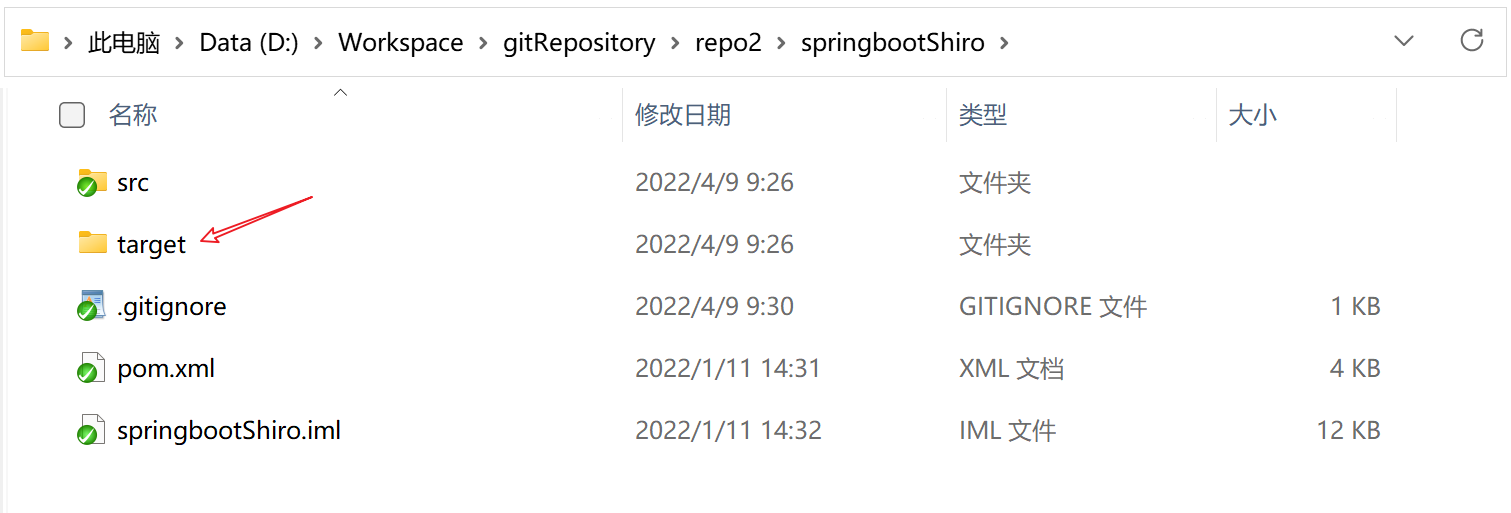 此电脑 > Data (D:) > Workspace > gitRepository > repo2 > springbootShiro >
名称 修改日期 类型 大小
src 2022/4/9 9:26 文件夹
target 2022/4/9 9:26 文件夹
.gitignore 2022/4/9 9:30 GITIGNORE 文件 1 KB
pom.xml 2022/1/11 14:31 XML 文档 4 KB
springbootShiro.iml 2022/1/11 14:32 IML 文件 12 KB